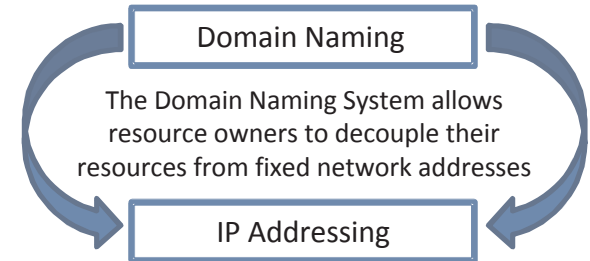 Domain Naming
The Domain Naming System allows
resource owners to decouple their
resources from fixed network addresses
IP Addressing